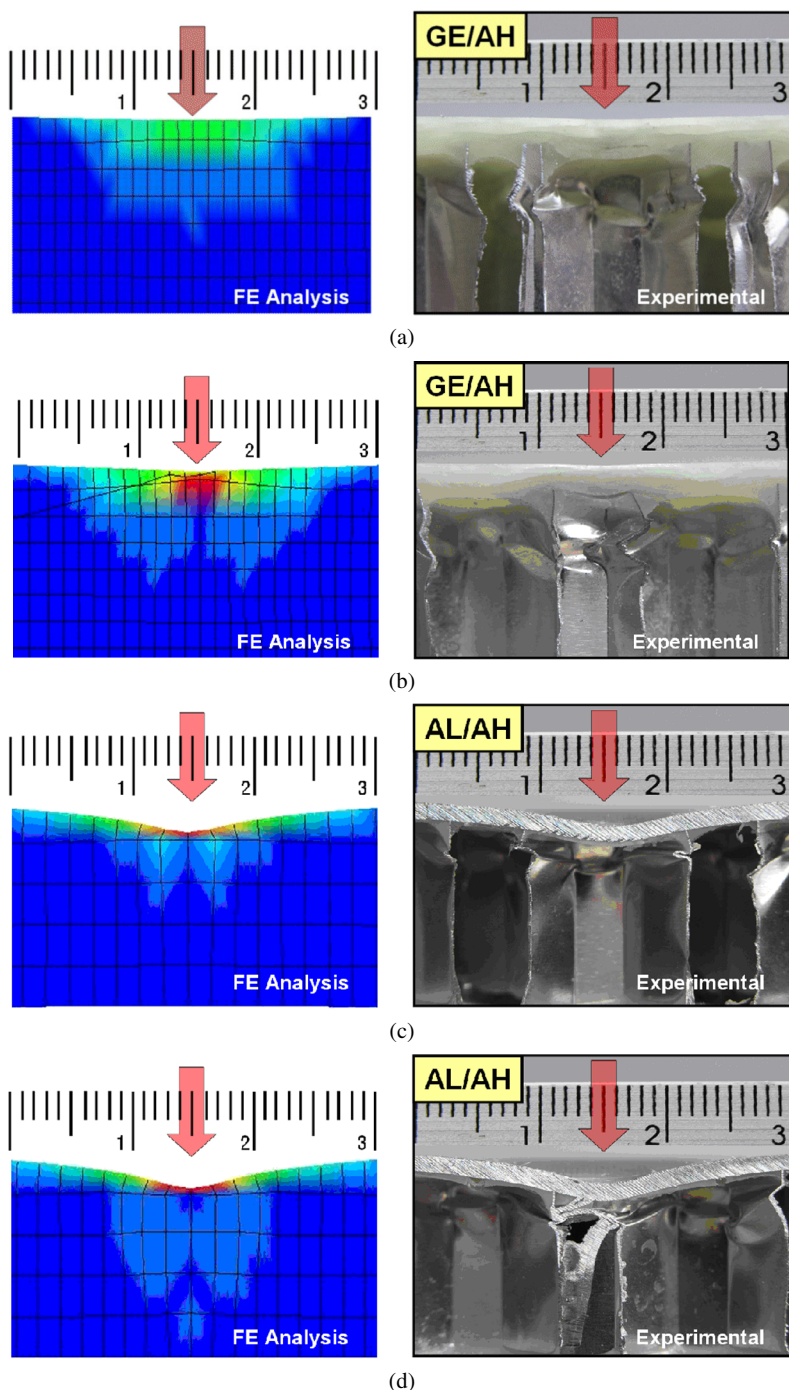 GE/AH
1 2 3
1 2 3
FE Analysis
Experimental
(a)
GE/AH
1 2 3
1 2 3
FE Analysis
Experimental
(b)
AL/AH
1 2 3
1 2 3
FE Analysis
Experimental
(c)
AL/AH
1 2 3
1 2 3
FE Analysis
Experimental
(d)